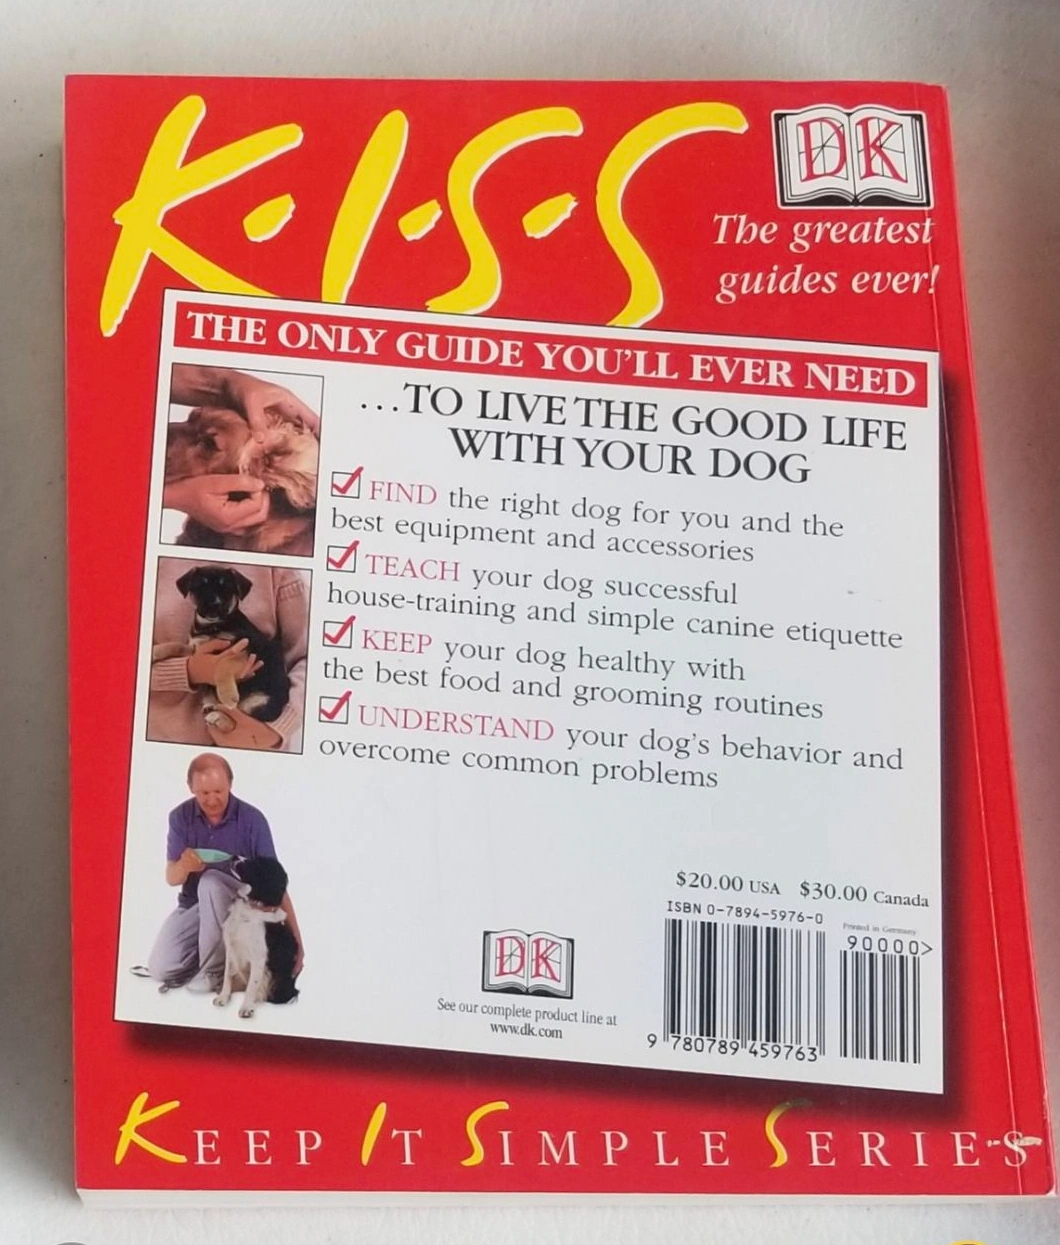 K·I·S·S
DK
The greatest
guides ever!
THE ONLY GUIDE YOU'LL EVER NEED
...TO LIVE THE GOOD LIFE
WITH YOUR DOG
FIND the right dog for you and the
best equipment and accessories
TEACH your dog successful
house-training and simple canine etiquette
KEEP your dog healthy with
the best food and grooming routines
UNDERSTAND your dog's behavior and
overcome common problems
$20.00 USA $30.00 Canada
ISBN 0-7894-5976-0
Printed in Germany
90000>
9 780789 459763
DK
See our complete product line at
www.dk.com
KEEP IT SIMPLE SERIES